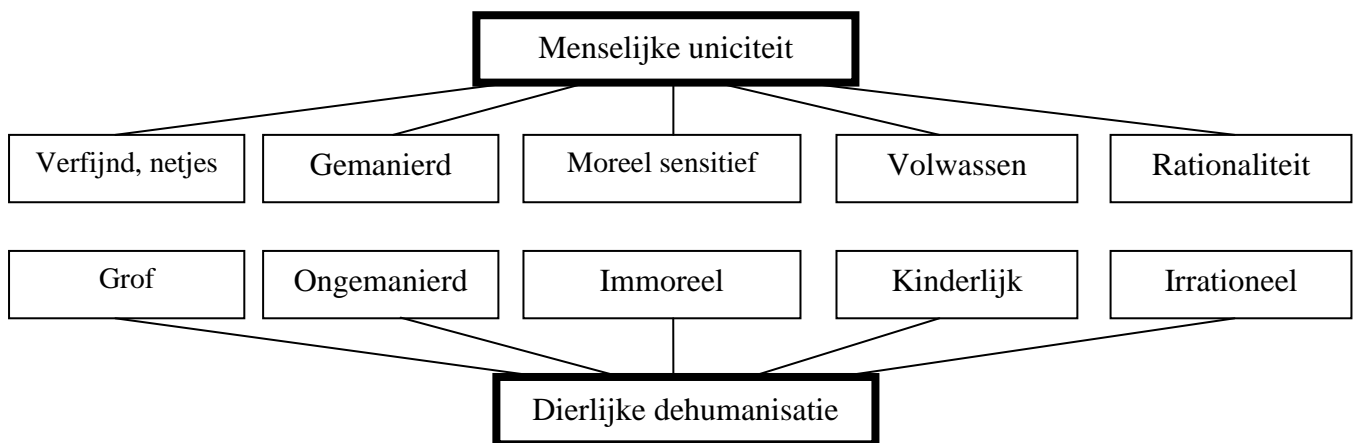 Menselijke uniciteit
Verfijnd, netjes
Gemanierd
Moreel sensitief
Volwassen
Rationaliteit
Grof
Ongemanierd
Immoreel
Kinderlijk
Irrationeel
Dierlijke dehumanisatie